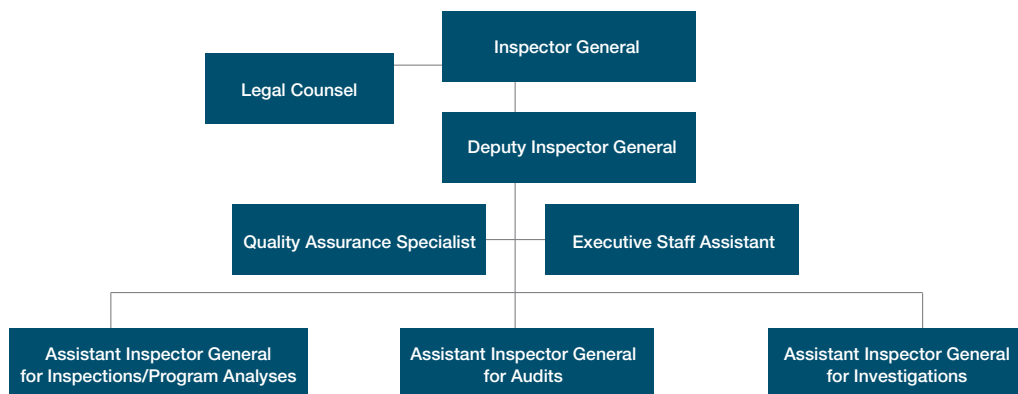 Inspector General
Legal Counsel
Deputy Inspector General
Quality Assurance Specialist
Executive Staff Assistant
Assistant Inspector General
for Inspections/Program Analyses
Assistant Inspector General
for Audits
Assistant Inspector General
for Investigations